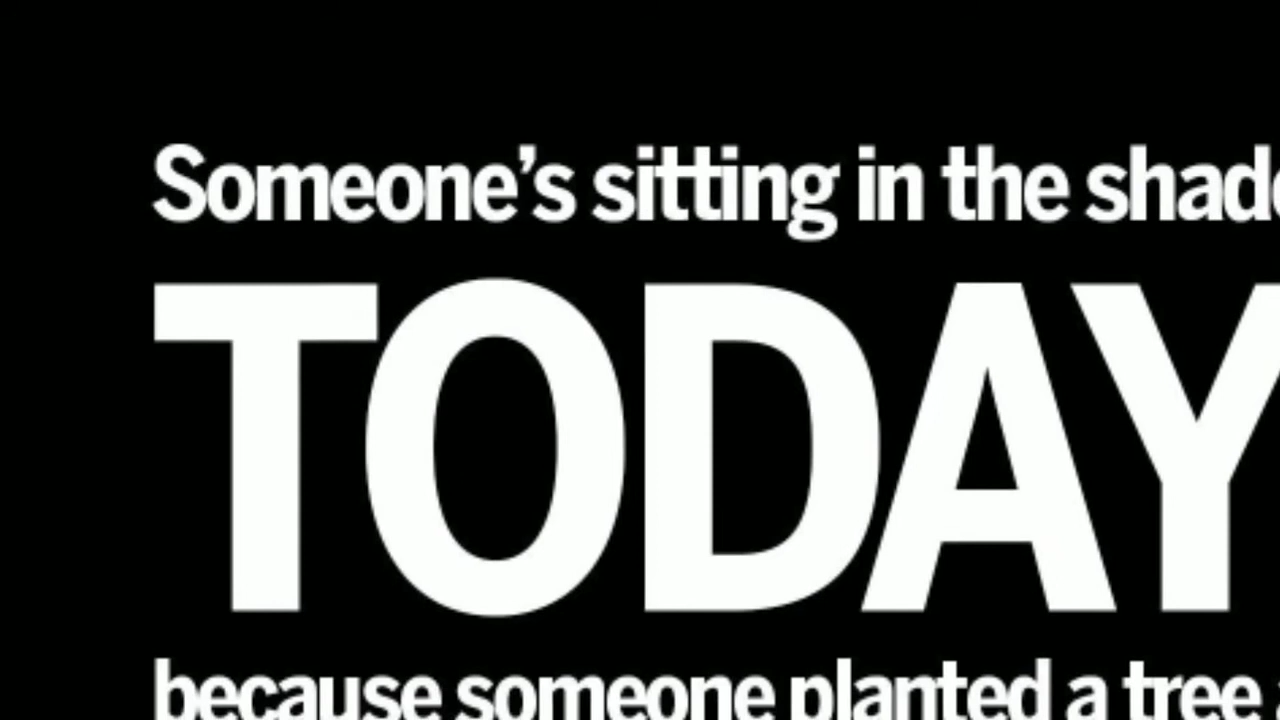 Someone’s sitting in the shade
TODAY
because someone planted a tree